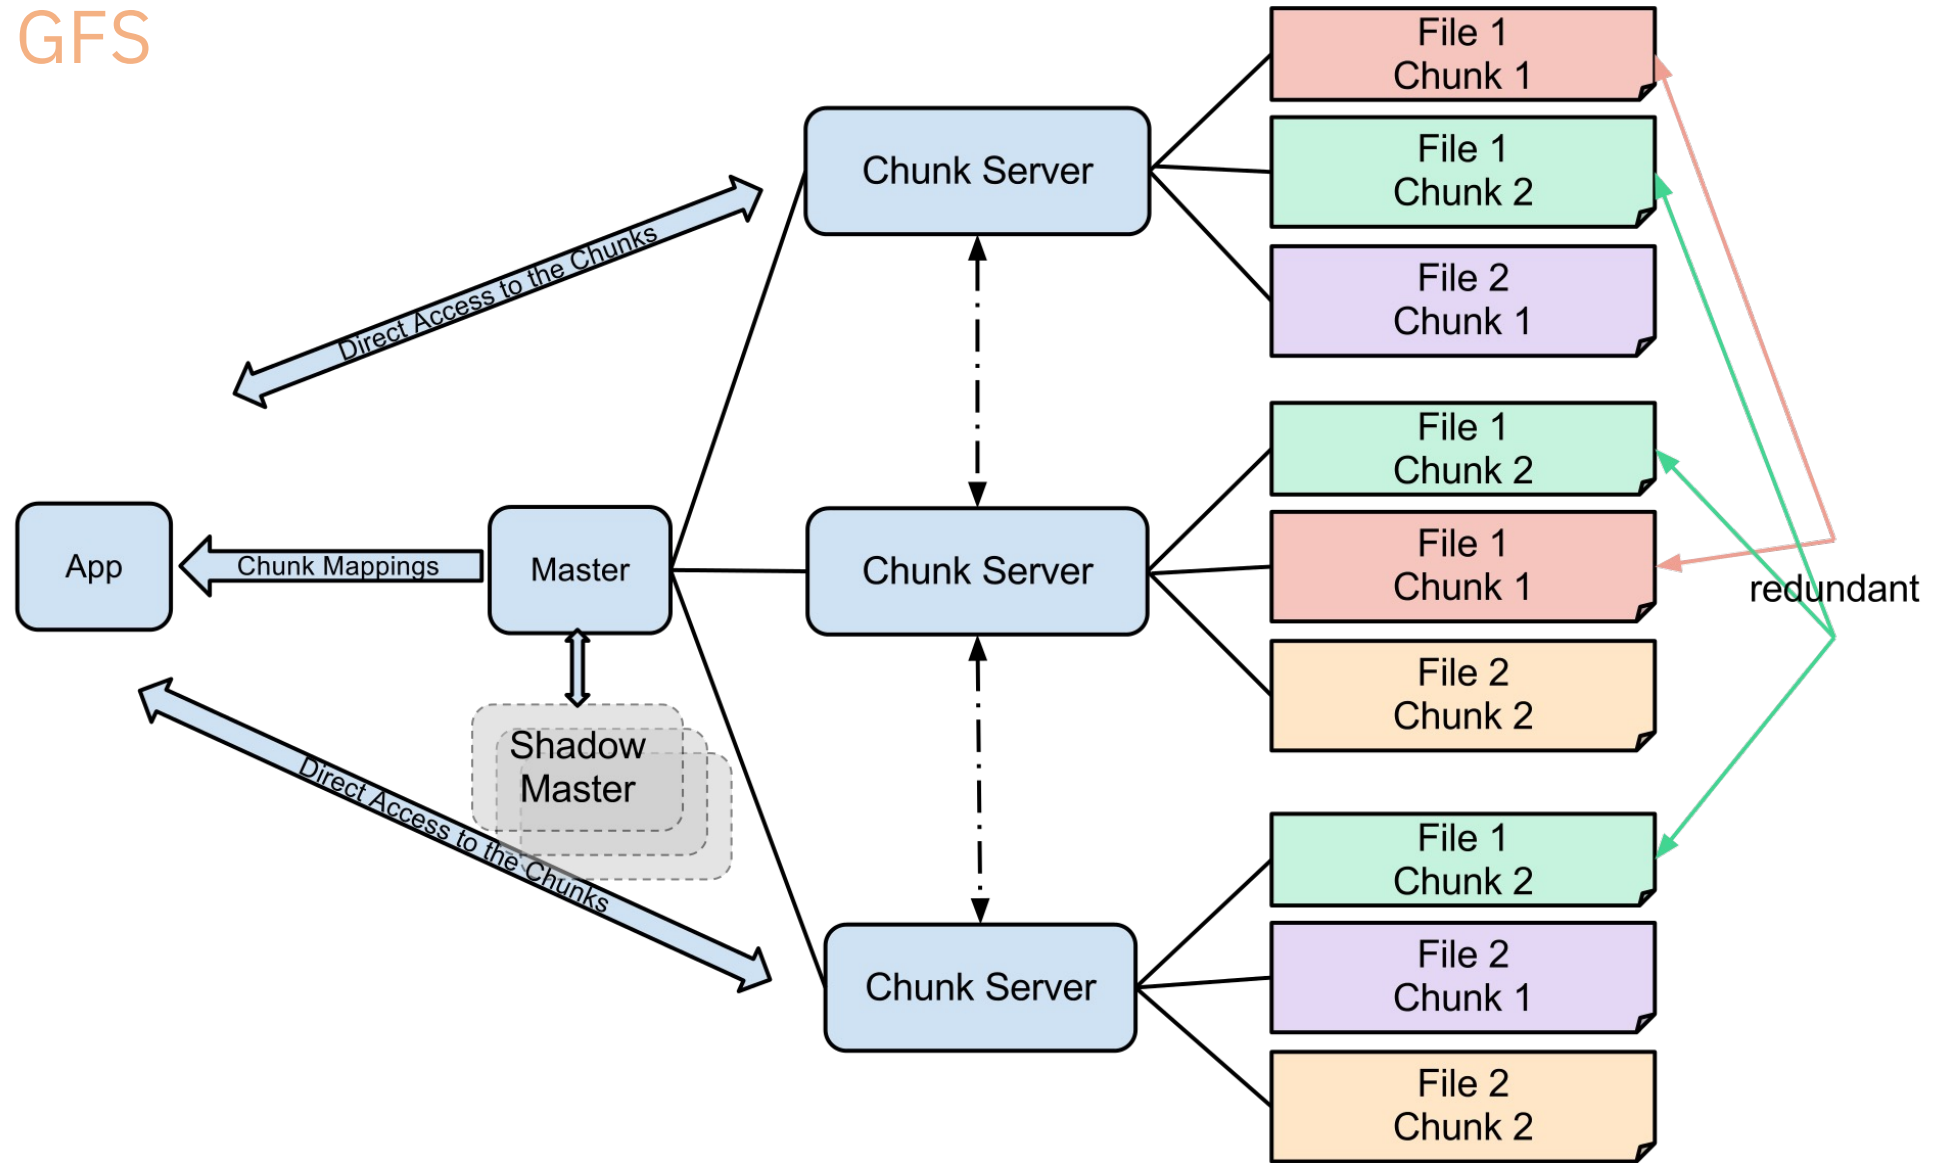 GFS
File 1
Chunk 1
File 1
Chunk 2
File 2
Chunk 1
Chunk Server
Direct Access to the Chunks
File 1
Chunk 2
File 1
Chunk 1
File 2
Chunk 2
Chunk Server
App
Chunk Mappings
Master
redundant
Shadow
Master
Direct Access to the Chunks
Chunk Server
File 1
Chunk 2
File 2
Chunk 1
File 2
Chunk 2